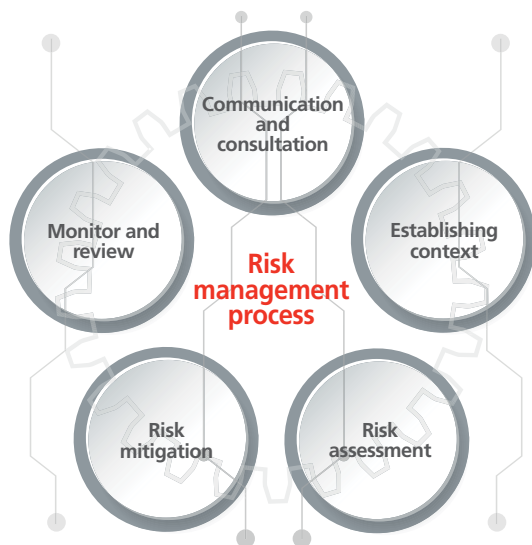 Communication
and
consultation
Establishing
context
Risk
assessment
Risk
mitigation
Monitor and
review
Risk
management
process